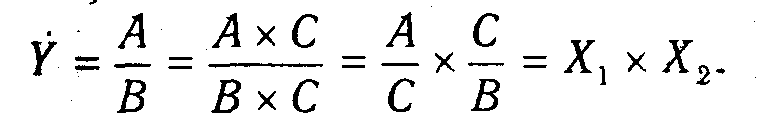 Ẏ = A/B = (A × C)/(B × C) = A/C × C/B = X₁ × X₂.